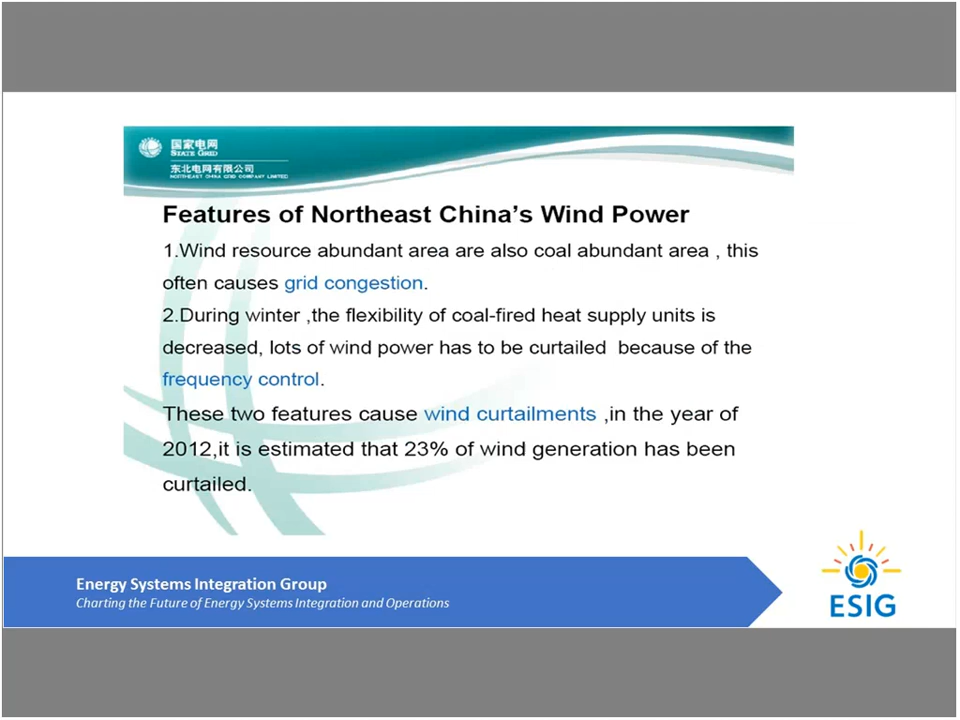 国家电网
STATE GRID
东北电网有限公司
NORTHEAST CHINA GRID COMPANY LIMITED
Features of Northeast China's Wind Power
1.Wind resource abundant area are also coal abundant area , this
often causes grid congestion.
2.During winter ,the flexibility of coal-fired heat supply units is
decreased, lots of wind power has to be curtailed  because of the
frequency control.
These two features cause wind curtailments ,in the year of
2012,it is estimated that 23% of wind generation has been
curtailed.
Energy Systems Integration Group
Charting the Future of Energy Systems Integration and Operations
ESIG